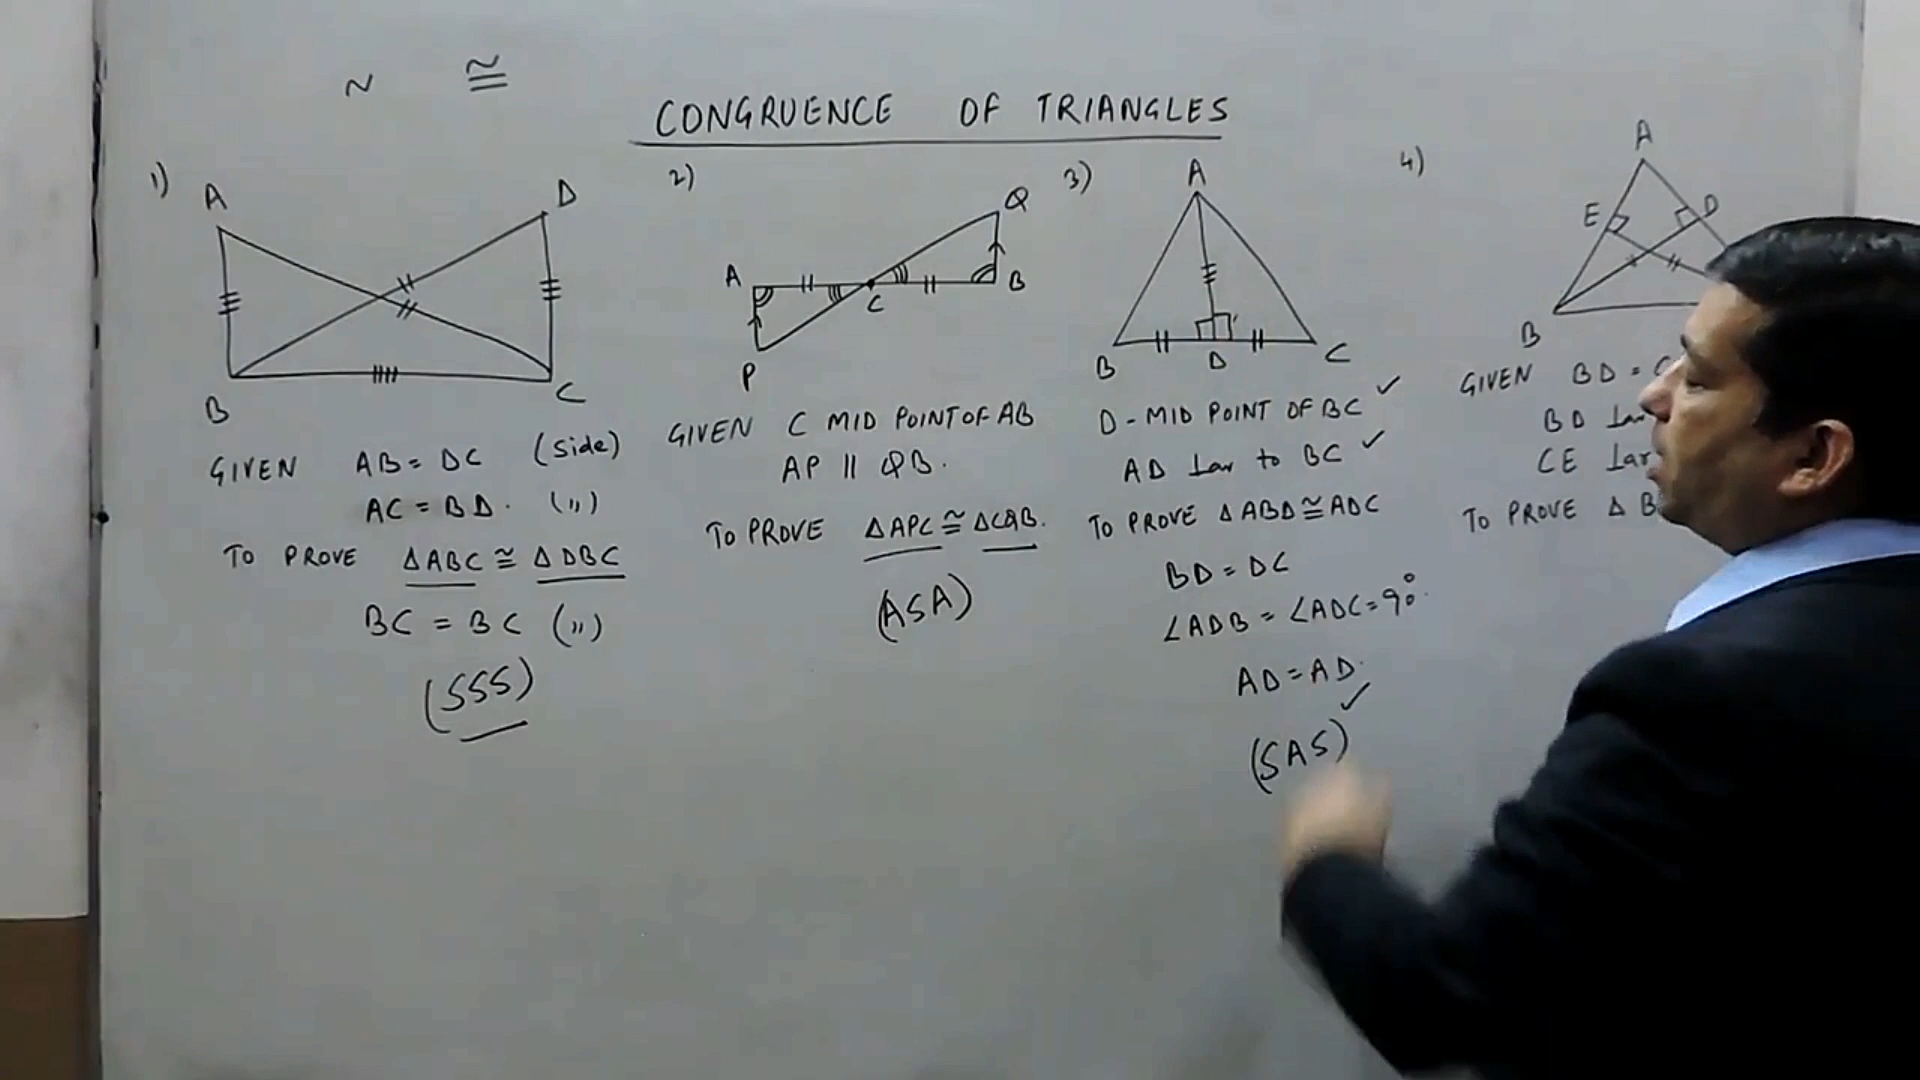 ~ ≅
CONGRUENCE OF TRIANGLES
1)
A D
B C
GIVEN AB = DC (Side)
AC = BD. (")
TO PROVE ΔABC ≅ ΔDBC
BC = BC (")
(SSS)
2)
Q
A C B
P
GIVEN C MID POINT OF AB
AP || QB.
TO PROVE ΔAPC ≅ ΔCQB.
(ASA)
3)
A
B D C
D - MID POINT OF BC ✓
AD ⊥ar to BC ✓
TO PROVE ΔABD ≅ ADC
BD = DC
∠ADB = ∠ADC = 90°
AD = AD. ✓
(SAS)
4)
A
E D
B
GIVEN BD = C
BD ⊥ar
CE ⊥ar
TO PROVE Δ B